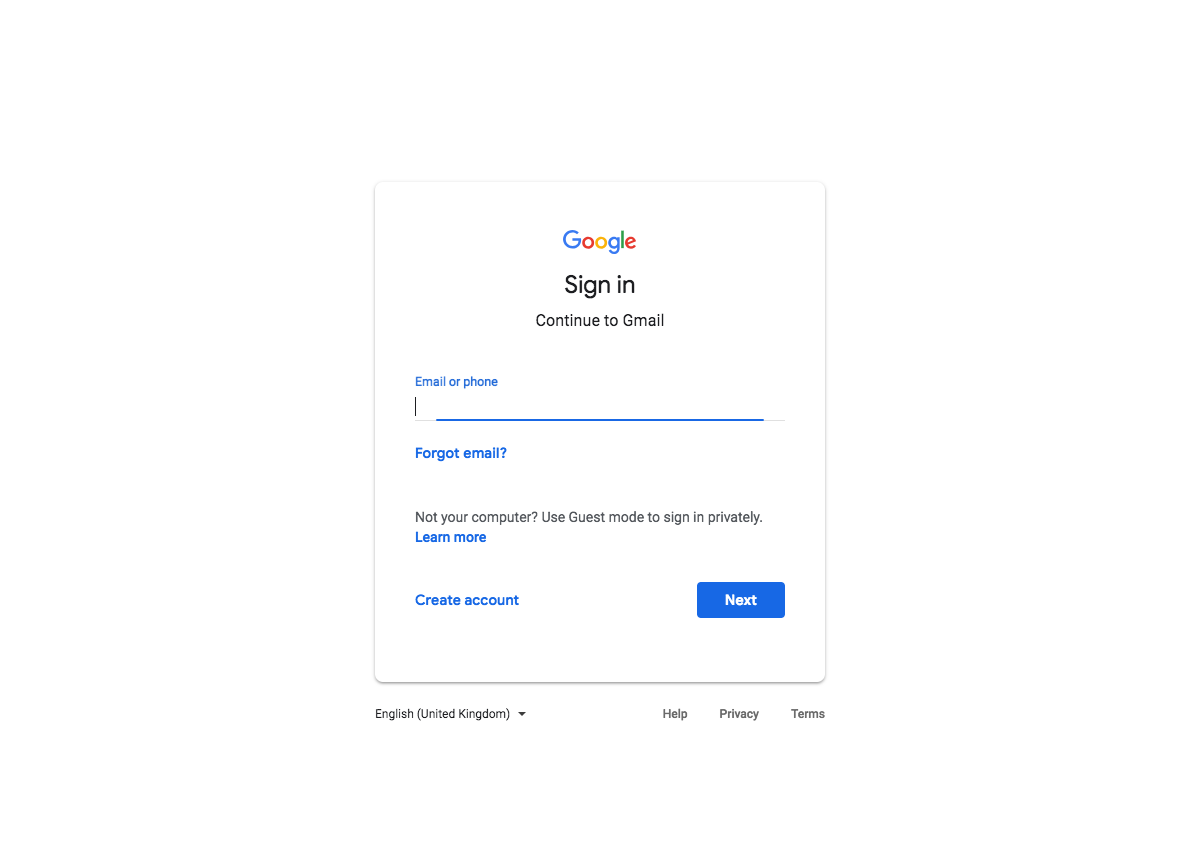 Google
Sign in
Continue to Gmail
Email or phone
Forgot email?
Not your computer? Use Guest mode to sign in privately.
Learn more
Create account
Next
English (United Kingdom)
Help
Privacy
Terms